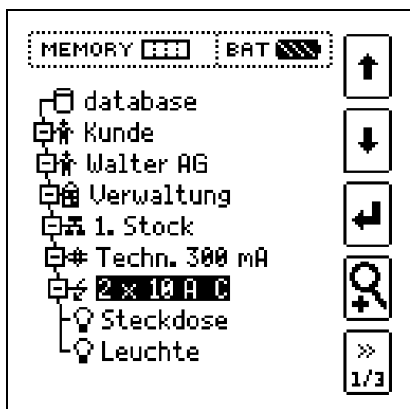 MEMORY BAT
database
Kunde
Walter AG
Verwaltung
1. Stock
Techn. 300 mA
2 x 10 A C
Steckdose
Leuchte
»
1/3